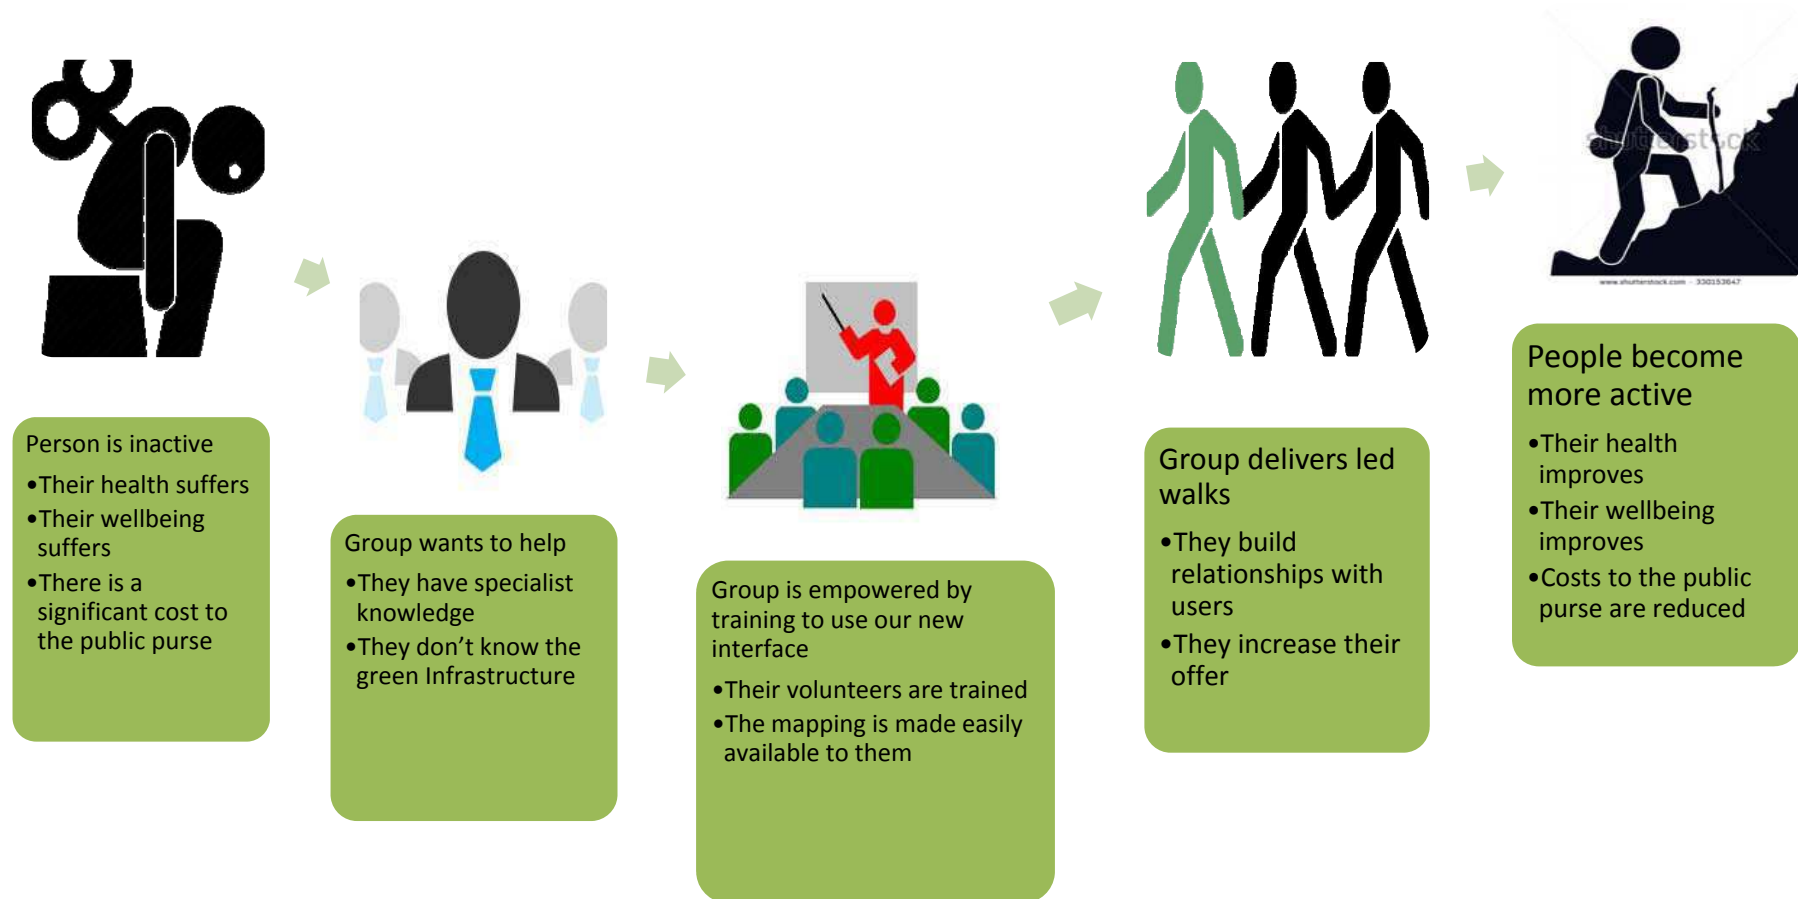 Person is inactive
•Their health suffers
•Their wellbeing
suffers
•There is a
significant cost to
the public purse
Group wants to help
•They have specialist
knowledge
•They don’t know the
green Infrastructure
Group is empowered by
training to use our new
interface
•Their volunteers are trained
•The mapping is made easily
available to them
Group delivers led
walks
•They build
relationships with
users
•They increase their
offer
shutterstock
www.shutterstock.com · 330153647
People become
more active
•Their health
improves
•Their wellbeing
improves
•Costs to the public
purse are reduced